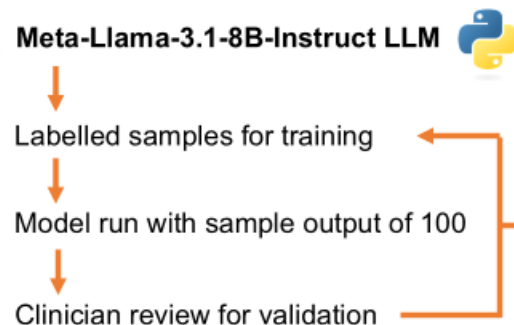 Meta-Llama-3.1-8B-Instruct LLM
Labelled samples for training
Model run with sample output of 100
Clinician review for validation